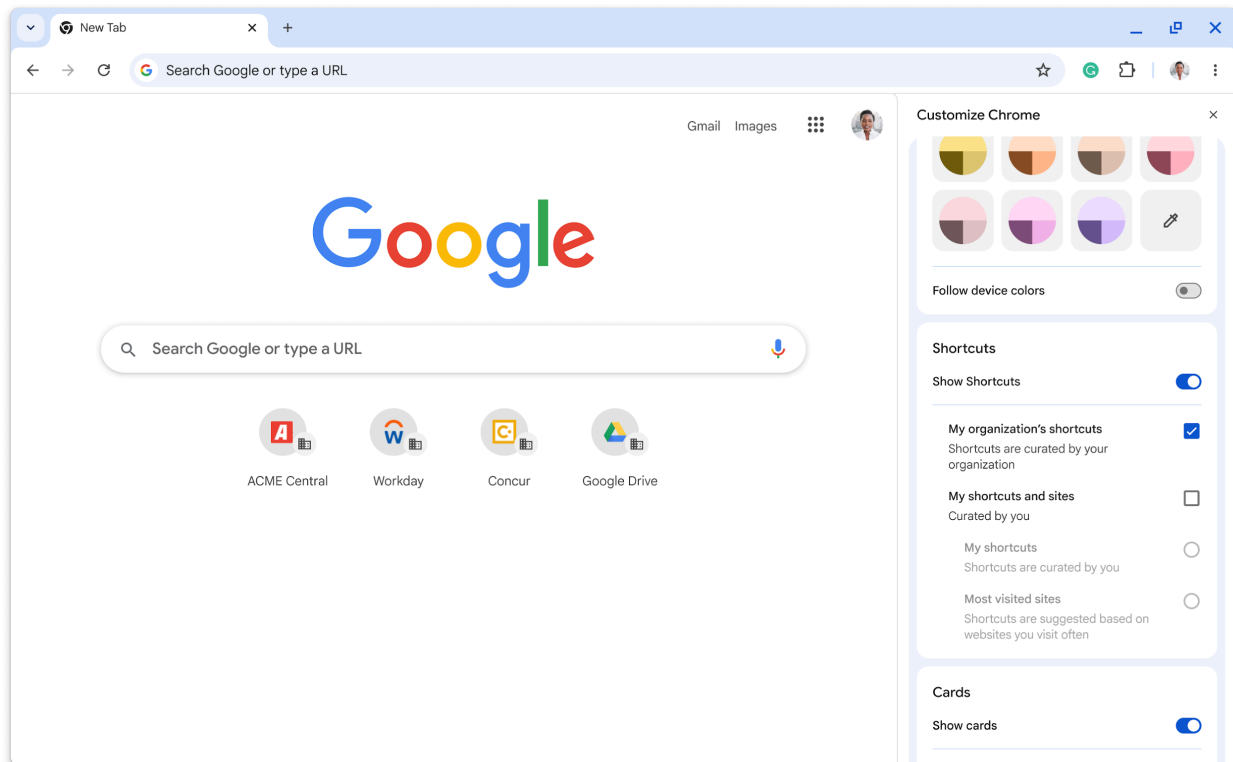 New Tab
Search Google or type a URL
Gmail Images
Google
Search Google or type a URL
ACME Central
Workday
Concur
Google Drive
Customize Chrome
Follow device colors
Shortcuts
Show Shortcuts
My organization's shortcuts
Shortcuts are curated by your
organization
My shortcuts and sites
Curated by you
My shortcuts
Shortcuts are curated by you
Most visited sites
Shortcuts are suggested based on
websites you visit often
Cards
Show cards